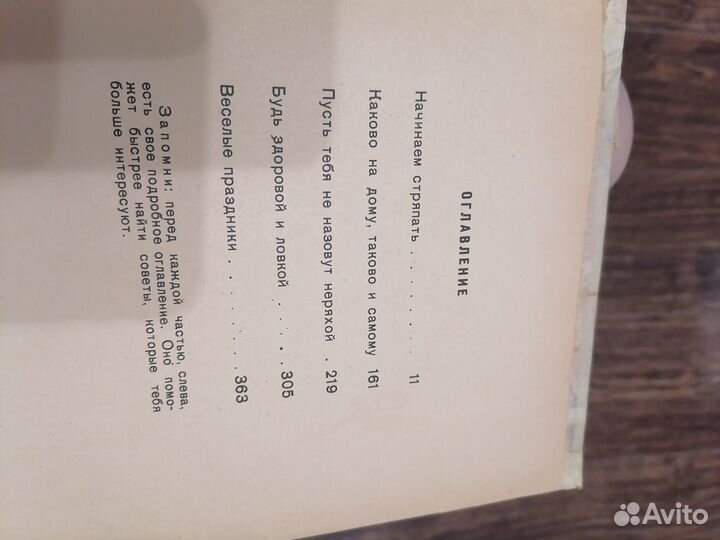 ОГЛАВЛЕНИЕ
Начинаем стряпать . . . . . . . 11
Каково на дому, таково и самому 161
Пусть тебя не назовут неряхой . 219
Будь здоровой и ловкой . . . . 305
Веселые праздники . . . . . . . 363
Запомни: перед каждой частью, слева,
есть свое подробное оглавление. Оно помо-
жет быстрее найти советы, которые тебя
больше интересуют.
Avito